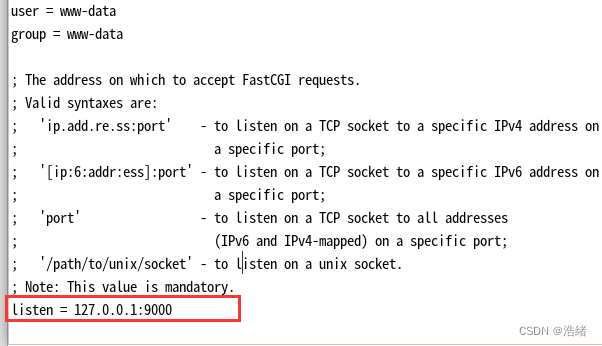 user = www-data
group = www-data
; The address on which to accept FastCGI requests.
; Valid syntaxes are:
;   'ip.add.re.ss:port'    - to listen on a TCP socket to a specific IPv4 address on
;                            a specific port;
;   '[ip:6:addr:ess]:port' - to listen on a TCP socket to a specific IPv6 address on
;                            a specific port;
;   'port'                 - to listen on a TCP socket to all addresses
;                            (IPv6 and IPv4-mapped) on a specific port;
;   '/path/to/unix/socket' - to listen on a unix socket.
; Note: This value is mandatory.
listen = 127.0.0.1:9000
CSDN @浩绪